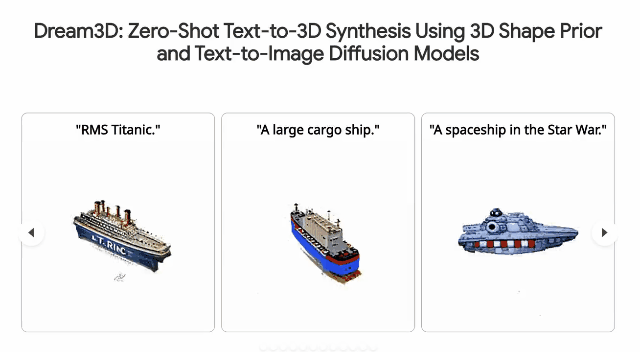 Dream3D: Zero-Shot Text-to-3D Synthesis Using 3D Shape Prior
and Text-to-Image Diffusion Models
"RMS Titanic."
"A large cargo ship."
"A spaceship in the Star War."